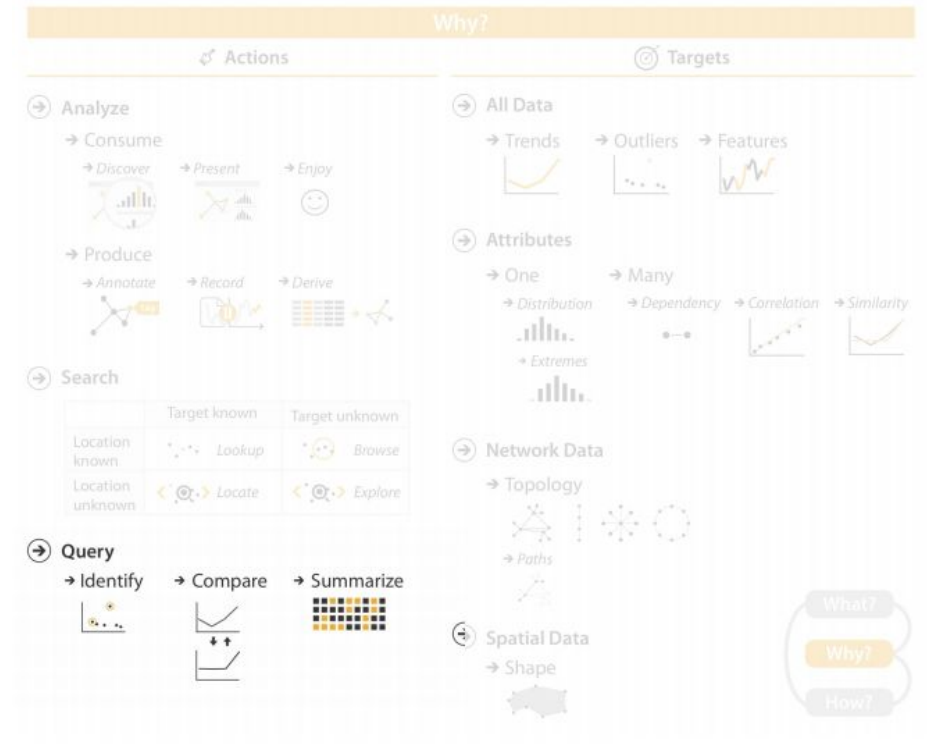 Why?
Actions
Targets
Analyze
→ Consume
→ Discover → Present → Enjoy
→ Produce
→ Annotate → Record → Derive
Search
Target known Target unknown
Location known Lookup Browse
Location unknown Locate Explore
Query
→ Identify → Compare → Summarize
All Data
→ Trends → Outliers → Features
Attributes
→ One → Many
→ Distribution → Dependency → Correlation → Similarity
→ Extremes
Network Data
→ Topology
→ Paths
Spatial Data
→ Shape
What?
Why?
How?